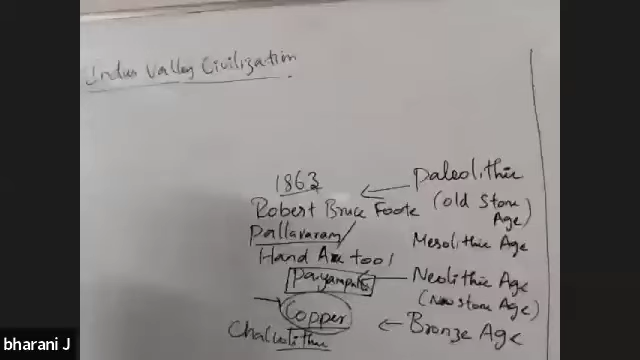 Indus Valley Civilization
1863
Paleolithic
Robert Bruce Foote
(old Stone Age)
Pallavaram
Mesolithic Age
Hand Axe tool
Neolithic Age
(New Stone Age)
Copper
Bronze Age
Chalcolithic
bharani J